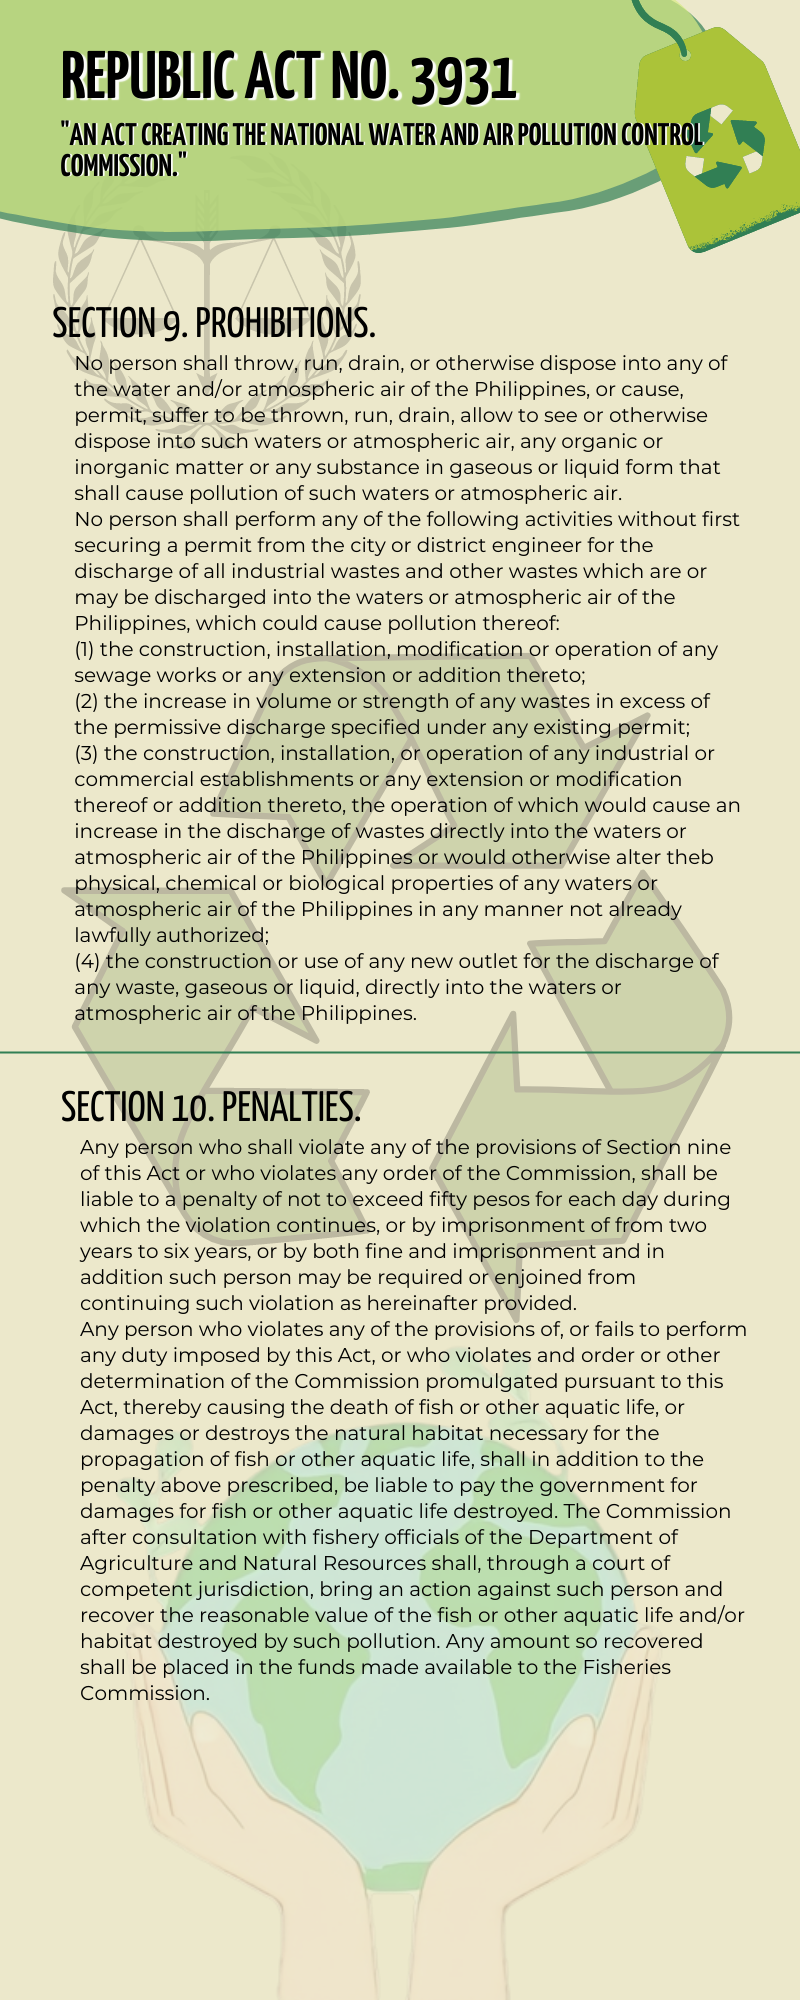 REPUBLIC ACT NO. 3931
"AN ACT CREATING THE NATIONAL WATER AND AIR POLLUTION CONTROL
COMMISSION."
SECTION 9. PROHIBITIONS.
No person shall throw, run, drain, or otherwise dispose into any of
the water and/or atmospheric air of the Philippines, or cause,
permit, suffer to be thrown, run, drain, allow to see or otherwise
dispose into such waters or atmospheric air, any organic or
inorganic matter or any substance in gaseous or liquid form that
shall cause pollution of such waters or atmospheric air.
No person shall perform any of the following activities without first
securing a permit from the city or district engineer for the
discharge of all industrial wastes and other wastes which are or
may be discharged into the waters or atmospheric air of the
Philippines, which could cause pollution thereof:
(1) the construction, installation, modification or operation of any
sewage works or any extension or addition thereto;
(2) the increase in volume or strength of any wastes in excess of
the permissive discharge specified under any existing permit;
(3) the construction, installation, or operation of any industrial or
commercial establishments or any extension or modification
thereof or addition thereto, the operation of which would cause an
increase in the discharge of wastes directly into the waters or
atmospheric air of the Philippines or would otherwise alter theb
physical, chemical or biological properties of any waters or
atmospheric air of the Philippines in any manner not already
lawfully authorized;
(4) the construction or use of any new outlet for the discharge of
any waste, gaseous or liquid, directly into the waters or
atmospheric air of the Philippines.
SECTION 10. PENALTIES.
Any person who shall violate any of the provisions of Section nine
of this Act or who violates any order of the Commission, shall be
liable to a penalty of not to exceed fifty pesos for each day during
which the violation continues, or by imprisonment of from two
years to six years, or by both fine and imprisonment and in
addition such person may be required or enjoined from
continuing such violation as hereinafter provided.
Any person who violates any of the provisions of, or fails to perform
any duty imposed by this Act, or who violates and order or other
determination of the Commission promulgated pursuant to this
Act, thereby causing the death of fish or other aquatic life, or
damages or destroys the natural habitat necessary for the
propagation of fish or other aquatic life, shall in addition to the
penalty above prescribed, be liable to pay the government for
damages for fish or other aquatic life destroyed. The Commission
after consultation with fishery officials of the Department of
Agriculture and Natural Resources shall, through a court of
competent jurisdiction, bring an action against such person and
recover the reasonable value of the fish or other aquatic life and/or
habitat destroyed by such pollution. Any amount so recovered
shall be placed in the funds made available to the Fisheries
Commission.